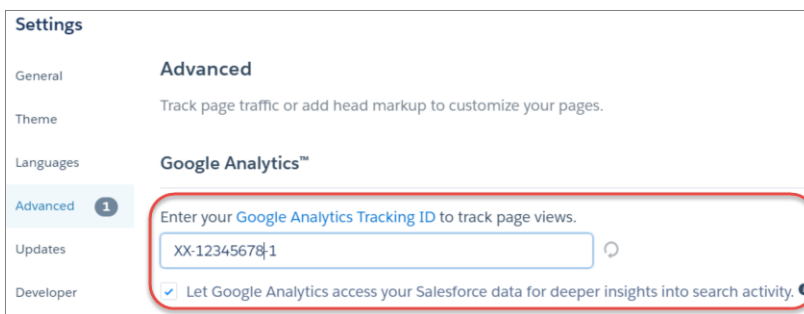 Settings
General
Theme
Languages
Advanced 1
Updates
Developer
Advanced
Track page traffic or add head markup to customize your pages.
Google Analytics™
Enter your Google Analytics Tracking ID to track page views.
XX-12345678-1
Let Google Analytics access your Salesforce data for deeper insights into search activity.